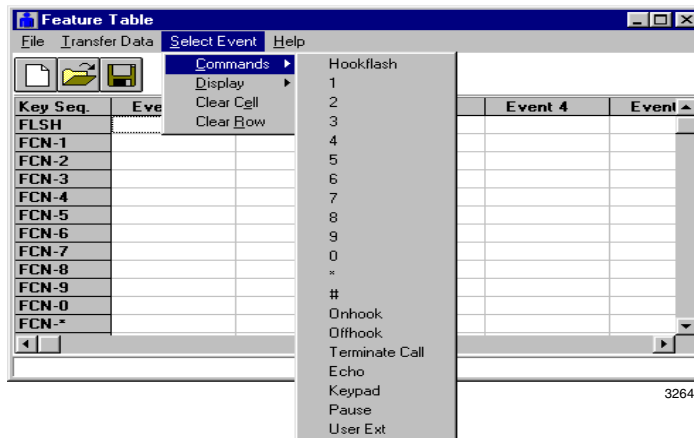 Feature Table
File Transfer Data Select Event Help
Commands
Display
Clear Cell
Clear Row
Hookflash
1
2
3
4
5
6
7
8
9
0
*
#
Onhook
Offhook
Terminate Call
Echo
Keypad
Pause
User Ext
Key Seq. Eve Event 4 Event
FLSH
FCN-1
FCN-2
FCN-3
FCN-4
FCN-5
FCN-6
FCN-7
FCN-8
FCN-9
FCN-0
FCN-*
3264